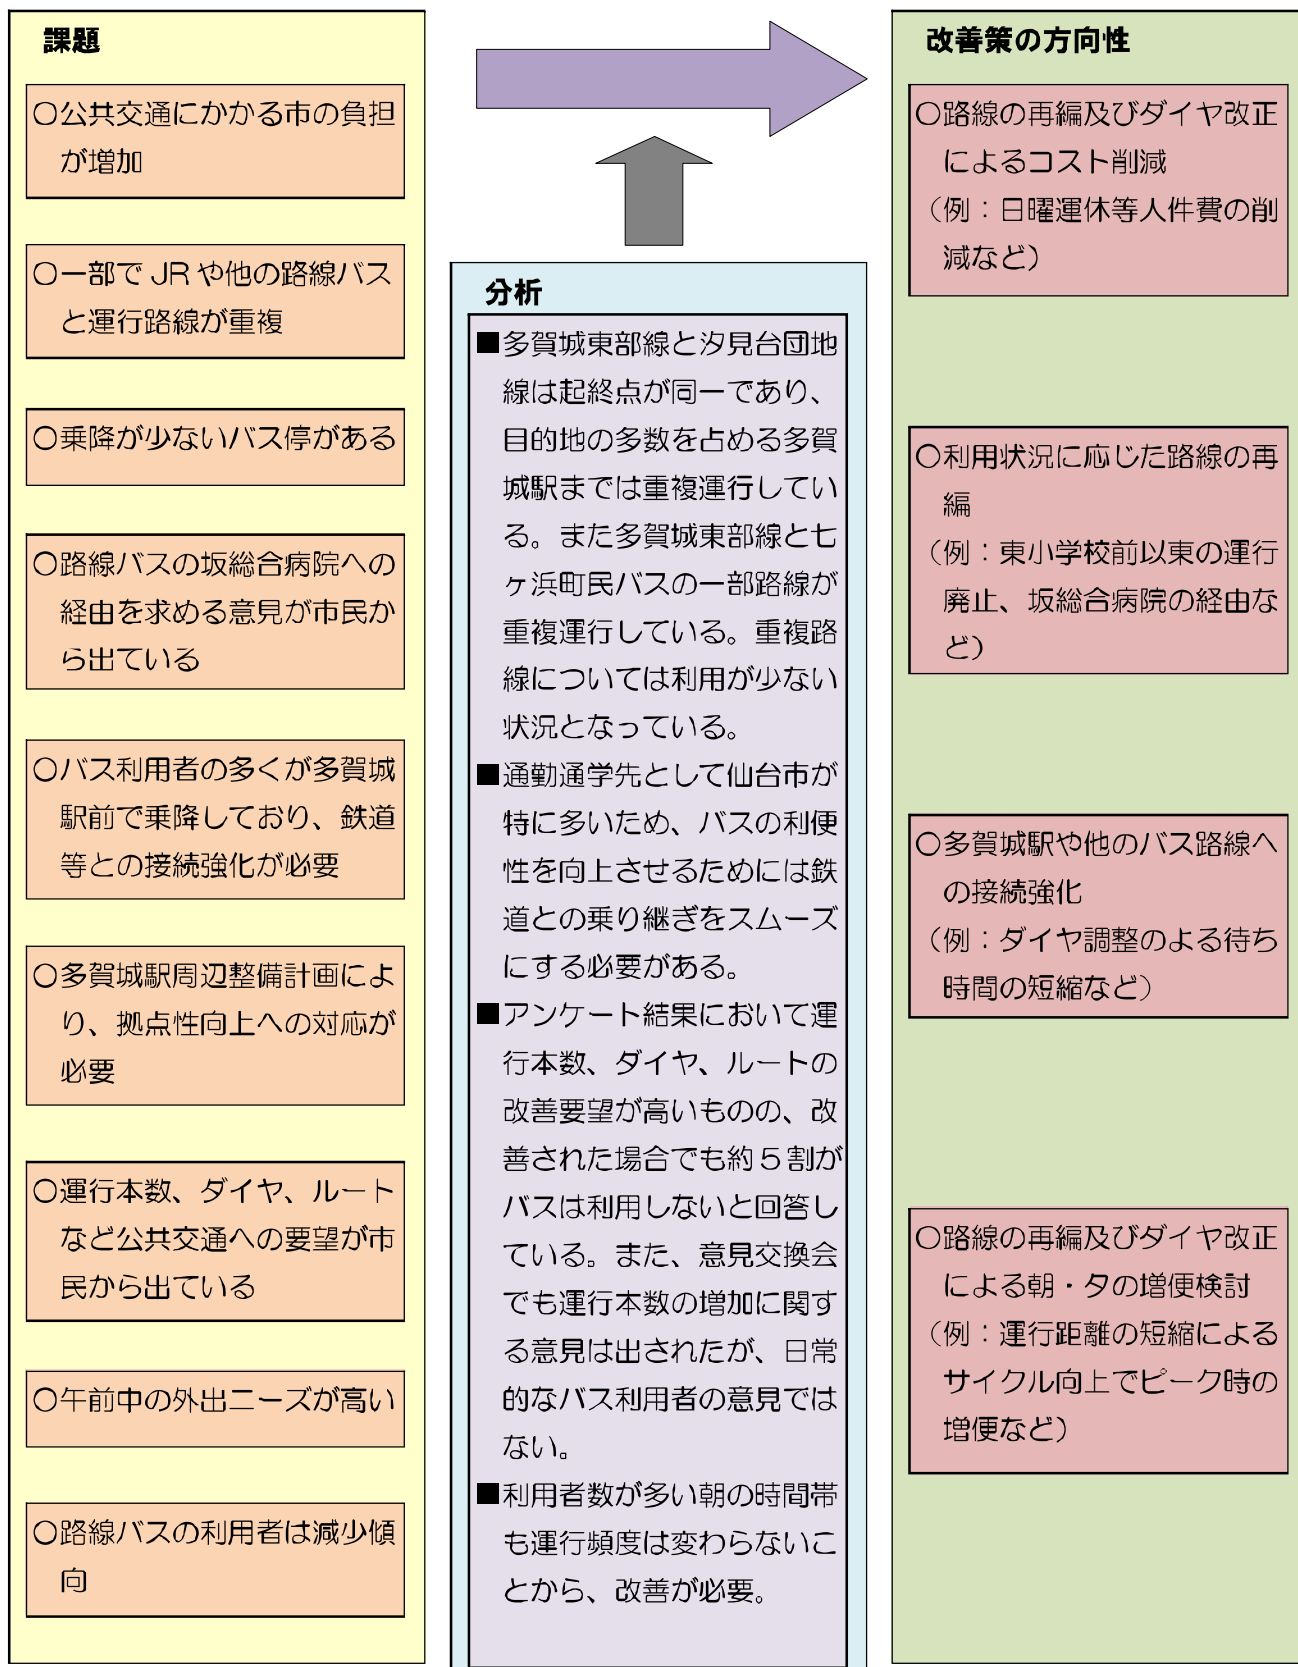 課題
○公共交通にかかる市の負担
が増加
○一部で JR や他の路線バス
と運行路線が重複
○乗降が少ないバス停がある
○路線バスの坂総合病院への
経由を求める意見が市民か
ら出ている
○バス利用者の多くが多賀城
駅前で乗降しており、鉄道
等との接続強化が必要
○多賀城駅周辺整備計画によ
り、拠点性向上への対応が
必要
○運行本数、ダイヤ、ルート
など公共交通への要望が市
民から出ている
○午前中の外出ニーズが高い
○路線バスの利用者は減少傾
向
分析
■多賀城東部線と汐見台団地
線は起終点が同一であり、
目的地の多数を占める多賀
城駅までは重複運行してい
る。また多賀城東部線と七
ヶ浜町民バスの一部路線が
重複運行している。重複路
線については利用が少ない
状況となっている。
■通勤通学先として仙台市が
特に多いため、バスの利便
性を向上させるためには鉄
道との乗り継ぎをスムーズ
にする必要がある。
■アンケート結果において運
行本数、ダイヤ、ルートの
改善要望が高いものの、改
善された場合でも約５割が
バスは利用しないと回答し
ている。また、意見交換会
でも運行本数の増加に関す
る意見は出されたが、日常
的なバス利用者の意見では
ない。
■利用者数が多い朝の時間帯
も運行頻度は変わらないこ
とから、改善が必要。
改善策の方向性
○路線の再編及びダイヤ改正
によるコスト削減
（例：日曜運休等人件費の削
減など）
○利用状況に応じた路線の再
編
（例：東小学校前以東の運行
廃止、坂総合病院の経由な
ど）
○多賀城駅や他のバス路線へ
の接続強化
（例：ダイヤ調整のよる待ち
時間の短縮など）
○路線の再編及びダイヤ改正
による朝・夕の増便検討
（例：運行距離の短縮による
サイクル向上でピーク時の
増便など）